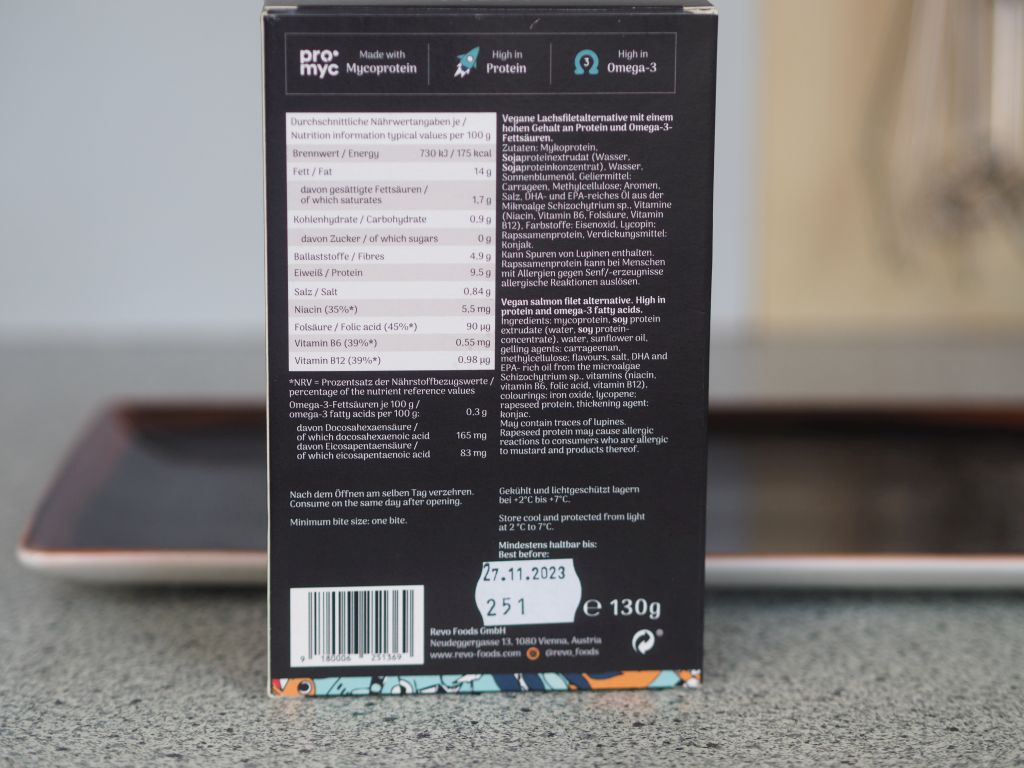 pro myc
Made with
Mycoprotein
High in
Protein
3
High in
Omega-3
Durchschnittliche Nährwertangaben je /
Nutrition information typical values per 100 g
Brennwert / Energy 730 kJ / 175 kcal
Fett / Fat 14 g
davon gesättigte Fettsäuren /
of which saturates 1,7 g
Kohlenhydrate / Carbohydrate 0.9 g
davon Zucker / of which sugars 0 g
Ballaststoffe / Fibres 4.9 g
Eiweiß / Protein 9.5 g
Salz / Salt 0,84 g
Niacin (35%*) 5,5 mg
Folsäure / Folic acid (45%*) 90 µg
Vitamin B6 (39%*) 0.55 mg
Vitamin B12 (39%*) 0.98 µg
*NRV = Prozentsatz der Nährstoffbezugswerte /
percentage of the nutrient reference values
Omega-3-Fettsäuren je 100 g /
omega-3 fatty acids per 100 g: 0.3 g
davon Docosahexaensäure /
of which docosahexaenoic acid 165 mg
davon Eicosapentaensäure /
of which eicosapentaenoic acid 83 mg
Nach dem Öffnen am selben Tag verzehren.
Consume on the same day after opening.
Minimum bite size: one bite.
Vegane Lachsfiletalternative mit einem
hohen Gehalt an Protein und Omega-3-
Fettsäuren.
Zutaten: Mykoprotein,
Sojaproteinextrudat (Wasser,
Sojaproteinkonzentrat), Wasser,
Sonnenblumenöl, Geliermittel:
Carrageen, Methylcellulose; Aromen,
Salz, DHA- und EPA-reiches Öl aus der
Mikroalge Schizochytrium sp., Vitamine
(Niacin, Vitamin B6, Folsäure, Vitamin
B12), Farbstoffe: Eisenoxid, Lycopin;
Rapssamenprotein, Verdickungsmittel:
Konjak.
Kann Spuren von Lupinen enthalten.
Rapssamenprotein kann bei Menschen
mit Allergien gegen Senf/-erzeugnisse
allergische Reaktionen auslösen.
Vegan salmon filet alternative. High in
protein and omega-3 fatty acids.
Ingredients: mycoprotein, soy protein
extrudate (water, soy protein-
concentrate), water, sunflower oil,
gelling agents: carrageenan,
methylcellulose; flavours, salt, DHA and
EPA- rich oil from the microalgae
Schizochytrium sp., vitamins (niacin,
vitamin B6, folic acid, vitamin B12),
colourings: iron oxide, lycopene;
rapeseed protein, thickening agent:
konjac.
May contain traces of lupines.
Rapeseed protein may cause allergic
reactions to consumers who are allergic
to mustard and products thereof.
Gekühlt und lichtgeschützt lagern
bei +2°C bis +7°C.
Store cool and protected from light
at 2 °C to 7°C.
Mindestens haltbar bis:
Best before:
27.11.2023
251
℮ 130g
9 180006 251369
Revo Foods GmbH
Neudeggergasse 13, 1080 Vienna, Austria
www.revo-foods.com @revo_foods